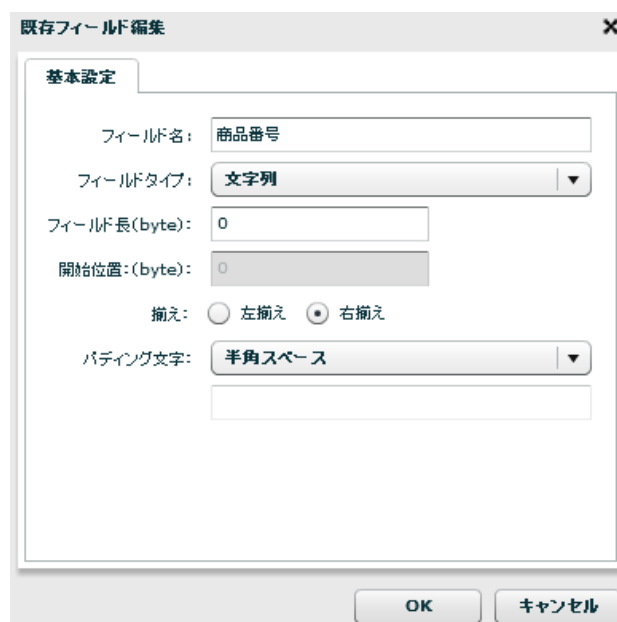 既存フィールド編集
基本設定
フィールド名: 商品番号
フィールドタイプ: 文字列
フィールド長(byte): 0
開始位置:(byte): 0
揃え: 左揃え 右揃え
パディング文字: 半角スペース
OK キャンセル